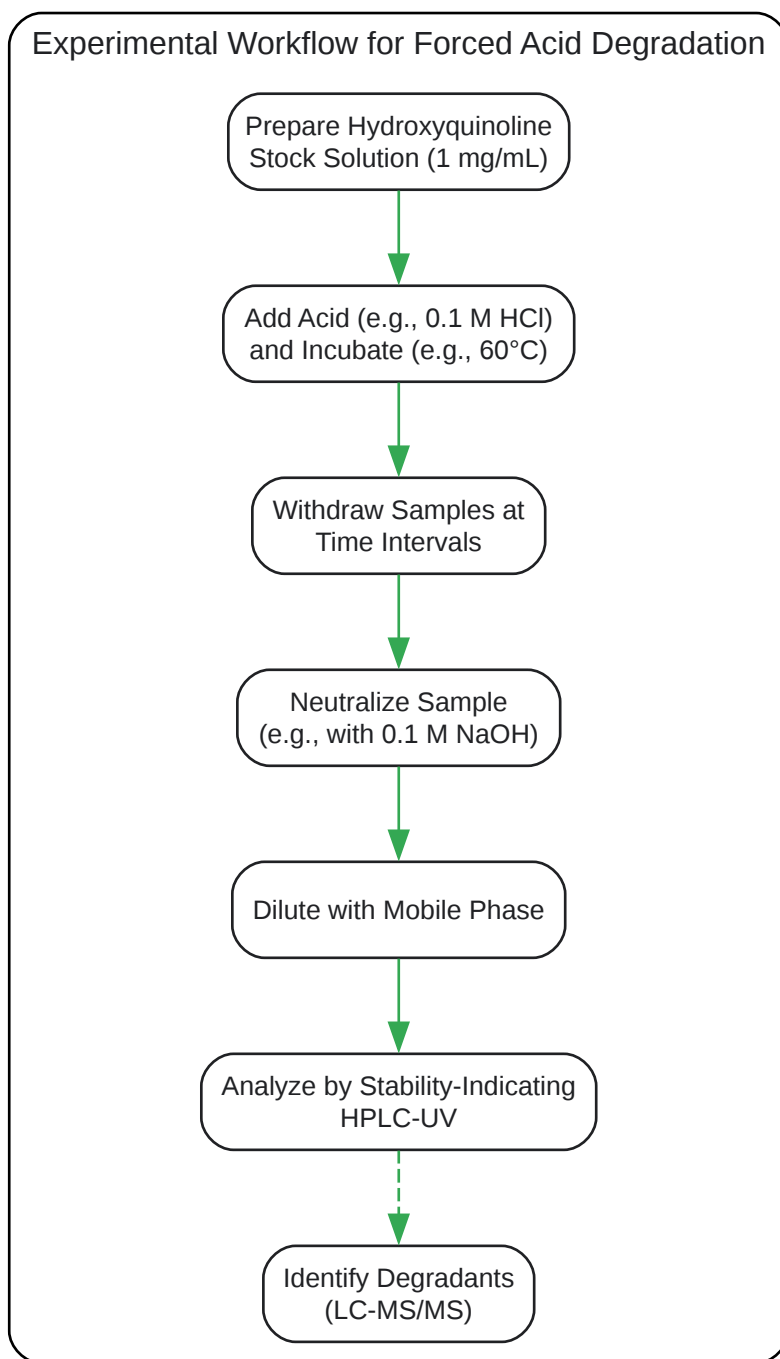 Experimental Workflow for Forced Acid Degradation
Prepare Hydroxyquinoline
Stock Solution (1 mg/mL)
Add Acid (e.g., 0.1 M HCl)
and Incubate (e.g., 60°C)
Withdraw Samples at
Time Intervals
Neutralize Sample
(e.g., with 0.1 M NaOH)
Dilute with Mobile Phase
Analyze by Stability-Indicating
HPLC-UV
Identify Degradants
(LC-MS/MS)